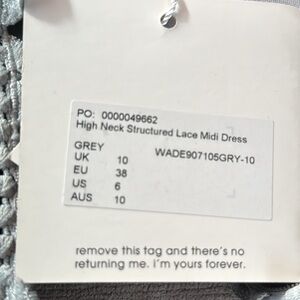 PO: 0000049662
High Neck Structured Lace Midi Dress
GREY WADE907105GRY-10
UK 10
EU 38
US 6
AUS 10
remove this tag and there's no
returning me. I'm yours forever.